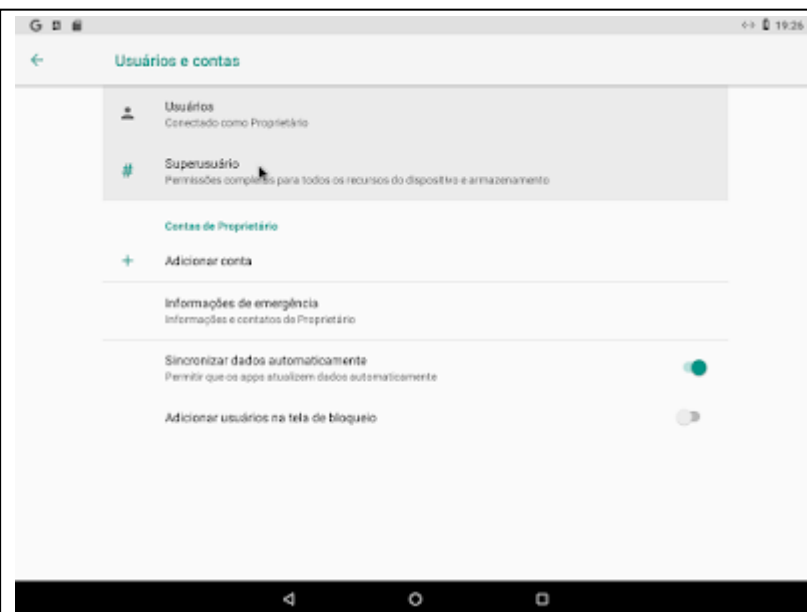 G
19:26
Usuários e contas
Usuários
Conectado como Proprietário
# Superusuário
Permissões completas para todos os recursos do dispositivo e armazenamento
Contas de Proprietário
+ Adicionar conta
Informações de emergência
Informações e contatos de Proprietário
Sincronizar dados automaticamente
Permitir que os apps atualizem dados automaticamente
Adicionar usuários na tela de bloqueio